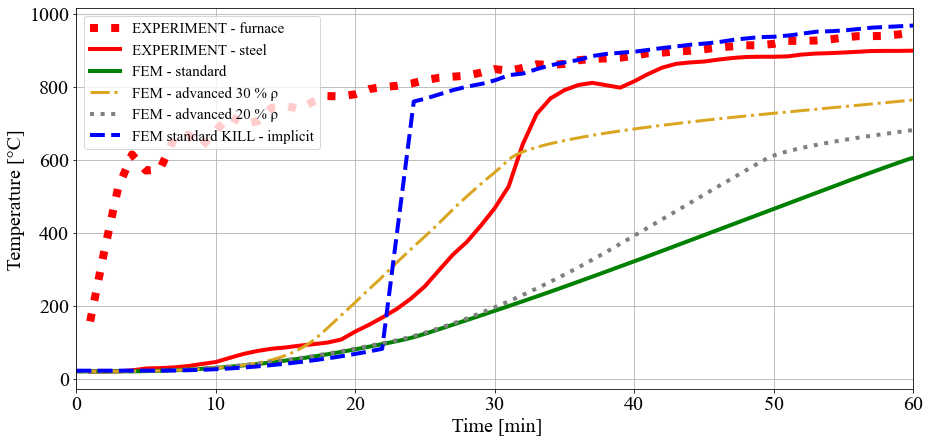 1000
800
600
400
200
0
Temperature [°C]
EXPERIMENT - furnace
EXPERIMENT - steel
FEM - standard
FEM - advanced 30 % ρ
FEM - advanced 20 % ρ
FEM standard KILL - implicit
0 10 20 30 40 50 60
Time [min]